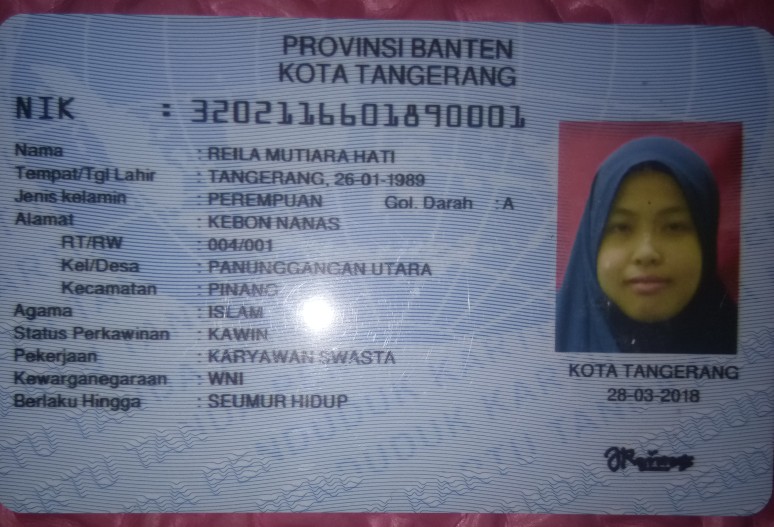 PROVINSI BANTEN
KOTA TANGERANG
NIK : 3202116601890001
Nama : REILA MUTIARA HATI
Tempat/Tgl Lahir : TANGERANG, 26-01-1989
Jenis kelamin : PEREMPUAN Gol. Darah : A
Alamat : KEBON NANAS
RT/RW : 004/001
Kel/Desa : PANUNGGANGAN UTARA
Kecamatan : PINANG
Agama : ISLAM
Status Perkawinan : KAWIN
Pekerjaan : KARYAWAN SWASTA
Kewarganegaraan : WNI
Berlaku Hingga : SEUMUR HIDUP
KOTA TANGERANG
28-03-2018